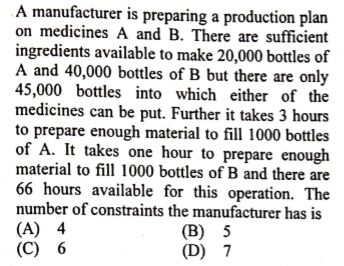 A manufacturer is preparing a production plan
on medicines A and B. There are sufficient
ingredients available to make 20,000 bottles of
A and 40,000 bottles of B but there are only
45,000 bottles into which either of the
medicines can be put. Further it takes 3 hours
to prepare enough material to fill 1000 bottles
of A. It takes one hour to prepare enough
material to fill 1000 bottles of B and there are
66 hours available for this operation. The
number of constraints the manufacturer has is
(A) 4 (B) 5
(C) 6 (D) 7